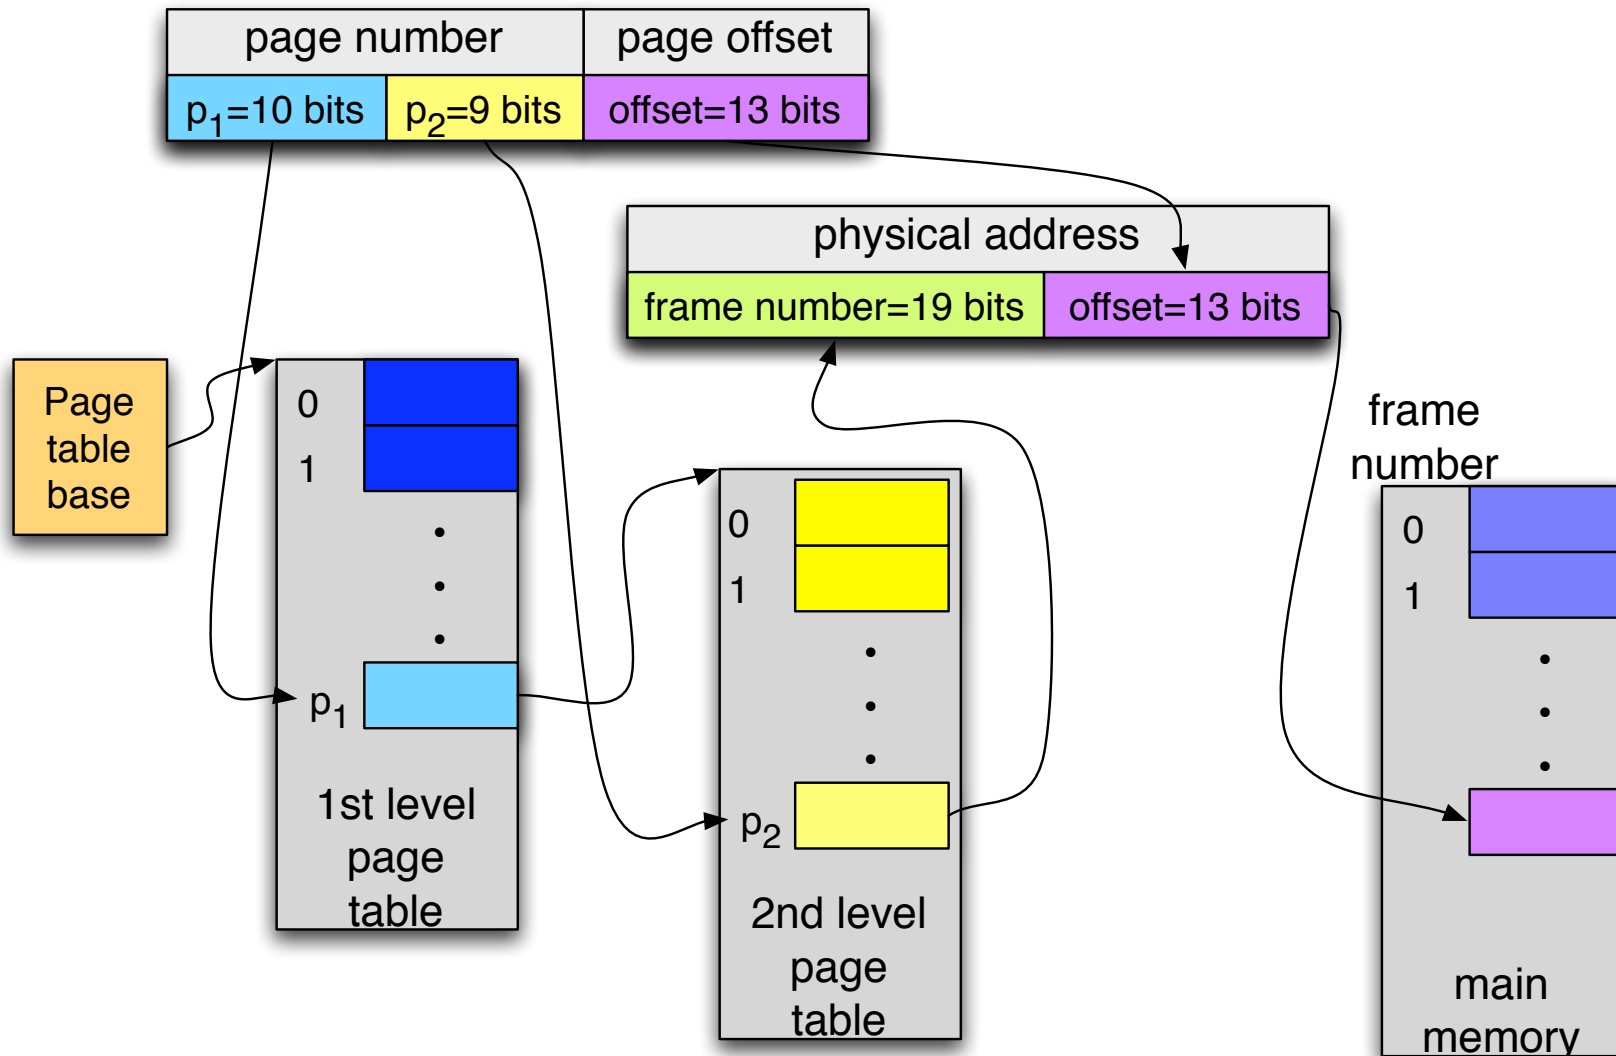 page number
page offset
p₁=10 bits
p₂=9 bits
offset=13 bits
physical address
frame number=19 bits
offset=13 bits
Page
table
base
0
1
p₁
1st level
page
table
0
1
p₂
2nd level
page
table
frame
number
0
1
main
memory